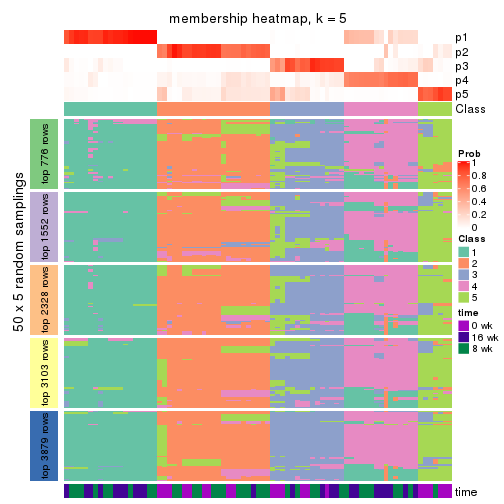 membership heatmap, k = 5
p1
p2
p3
p4
p5
Class
50 x 5 random samplings
top 776 rows
top 1552 rows
top 2328 rows
top 3103 rows
top 3879 rows
time
Prob
1
0.8
0.6
0.4
0.2
0
Class
1
2
3
4
5
time
0 wk
16 wk
8 wk